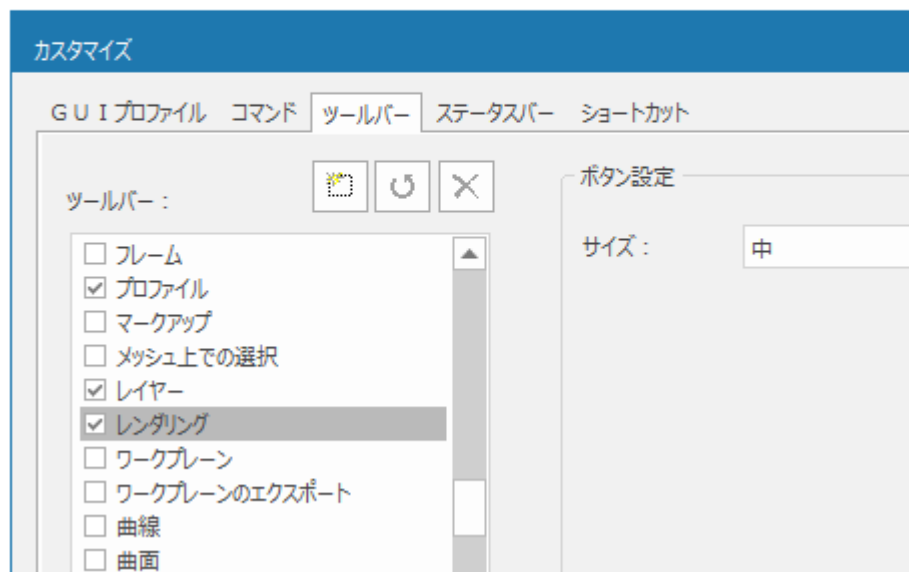 カスタマイズ
GUIプロファイル コマンド ツールバー ステータスバー ショートカット
ツールバー:
ボタン設定
サイズ: 中
フレーム
プロファイル
マークアップ
メッシュ上での選択
レイヤー
レンダリング
ワークプレーン
ワークプレーンのエクスポート
曲線
曲面